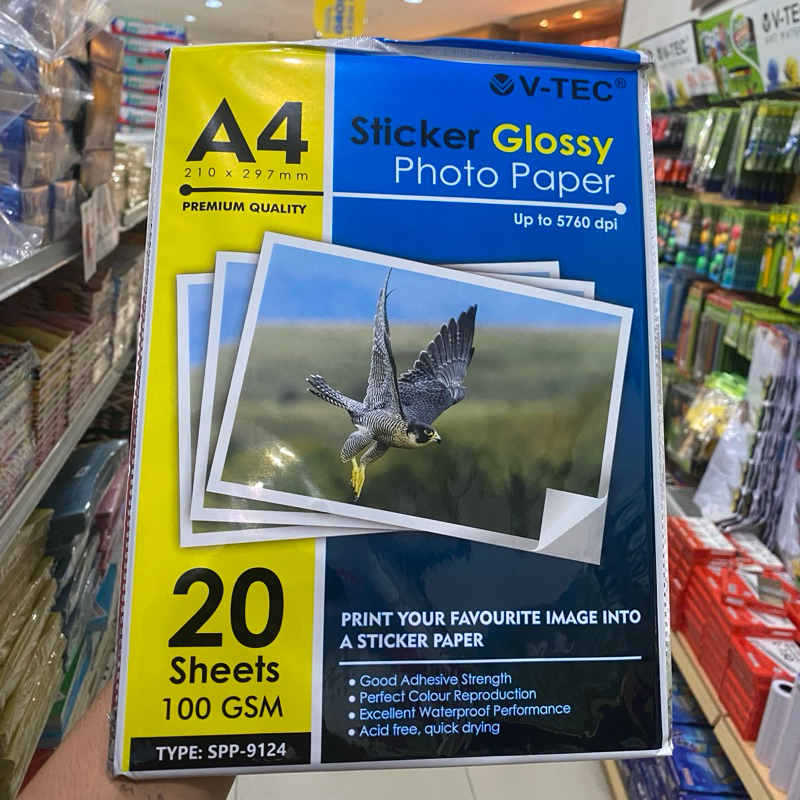 V-TEC®
A4
210 x 297mm
PREMIUM QUALITY
Sticker Glossy
Photo Paper
Up to 5760 dpi
20
Sheets
100 GSM
TYPE: SPP-9124
PRINT YOUR FAVOURITE IMAGE INTO
A STICKER PAPER
• Good Adhesive Strength
• Perfect Colour Reproduction
• Excellent Waterproof Performance
• Acid free, quick drying
V-TEC
V-TEC